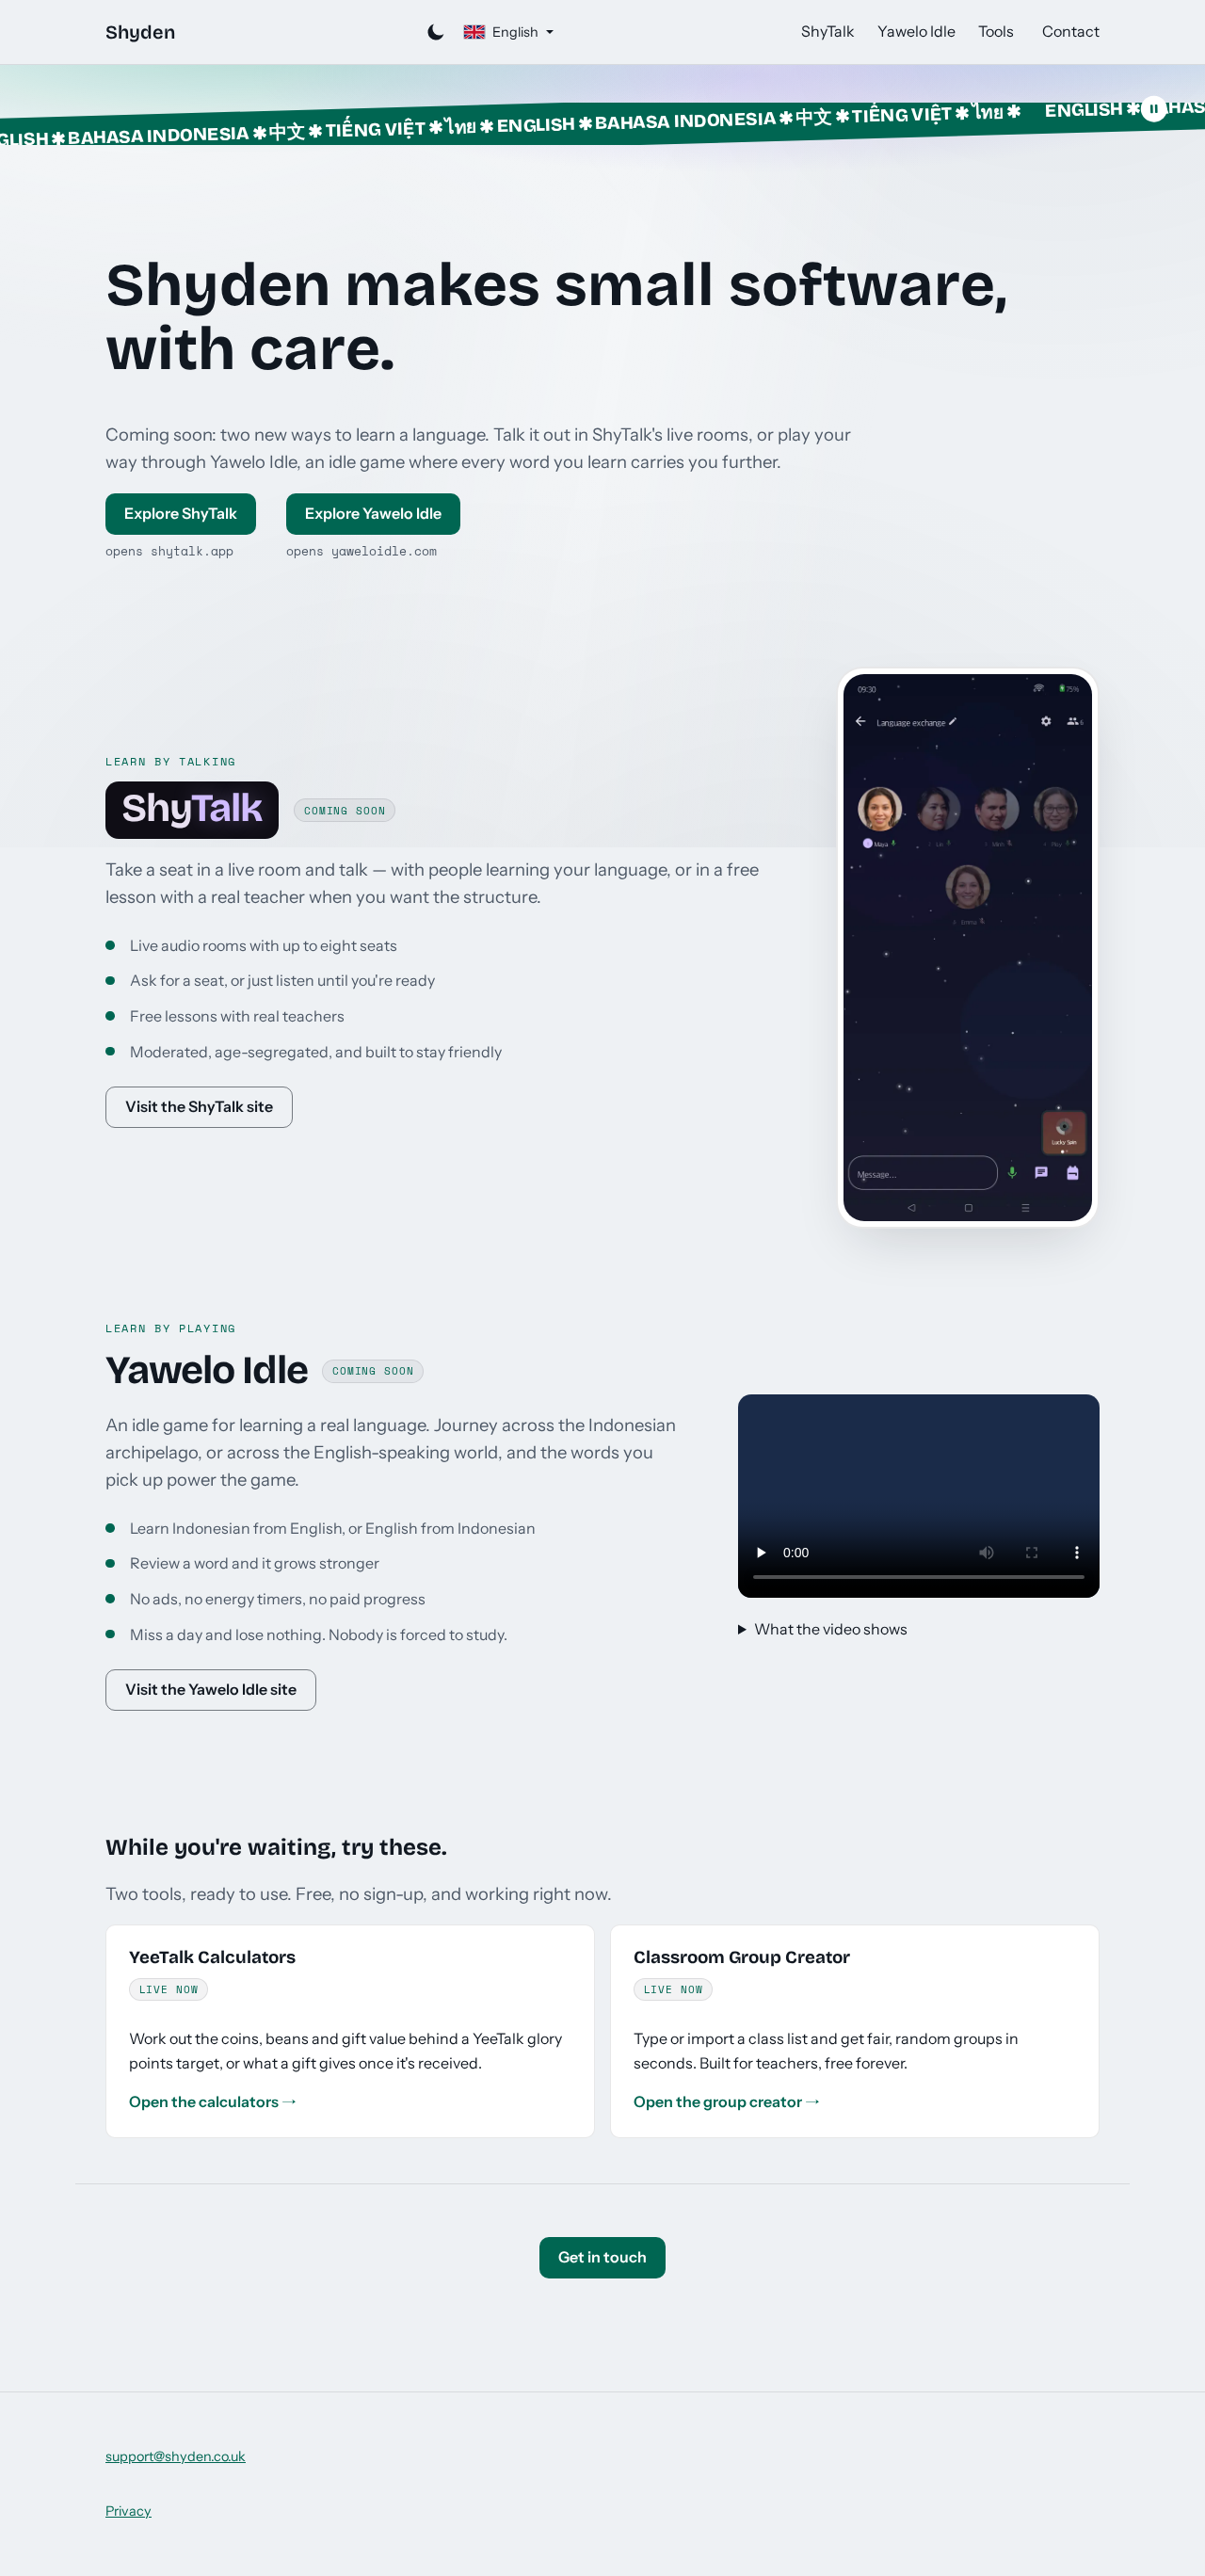 Shyden
English
ShyTalk
Yawelo Idle
Tools
Contact
GLISH ✱ BAHASA INDONESIA ✱ 中文 ✱ TIẾNG VIỆT ✱ ไทย ✱ ENGLISH ✱ BAHASA INDONESIA ✱ 中文 ✱ TIẾNG VIỆT ✱ ไทย ✱ ENGLISH ✱ BAHAS
Shyden makes small software,
with care.
Coming soon: two new ways to learn a language. Talk it out in ShyTalk's live rooms, or play your
way through Yawelo Idle, an idle game where every word you learn carries you further.
Explore ShyTalk
Explore Yawelo Idle
opens shytalk.app
opens yaweloidle.com
LEARN BY TALKING
ShyTalk
COMING SOON
Take a seat in a live room and talk — with people learning your language, or in a free
lesson with a real teacher when you want the structure.
Live audio rooms with up to eight seats
Ask for a seat, or just listen until you're ready
Free lessons with real teachers
Moderated, age-segregated, and built to stay friendly
Visit the ShyTalk site
09:30
75%
Language exchange
Maya
Emma
Lucky Spin
Message...
LEARN BY PLAYING
Yawelo Idle
COMING SOON
An idle game for learning a real language. Journey across the Indonesian
archipelago, or across the English-speaking world, and the words you
pick up power the game.
Learn Indonesian from English, or English from Indonesian
Review a word and it grows stronger
No ads, no energy timers, no paid progress
Miss a day and lose nothing. Nobody is forced to study.
Visit the Yawelo Idle site
0:00
What the video shows
While you're waiting, try these.
Two tools, ready to use. Free, no sign-up, and working right now.
YeeTalk Calculators
LIVE NOW
Work out the coins, beans and gift value behind a YeeTalk glory
points target, or what a gift gives once it's received.
Open the calculators →
Classroom Group Creator
LIVE NOW
Type or import a class list and get fair, random groups in
seconds. Built for teachers, free forever.
Open the group creator →
Get in touch
support@shyden.co.uk
Privacy